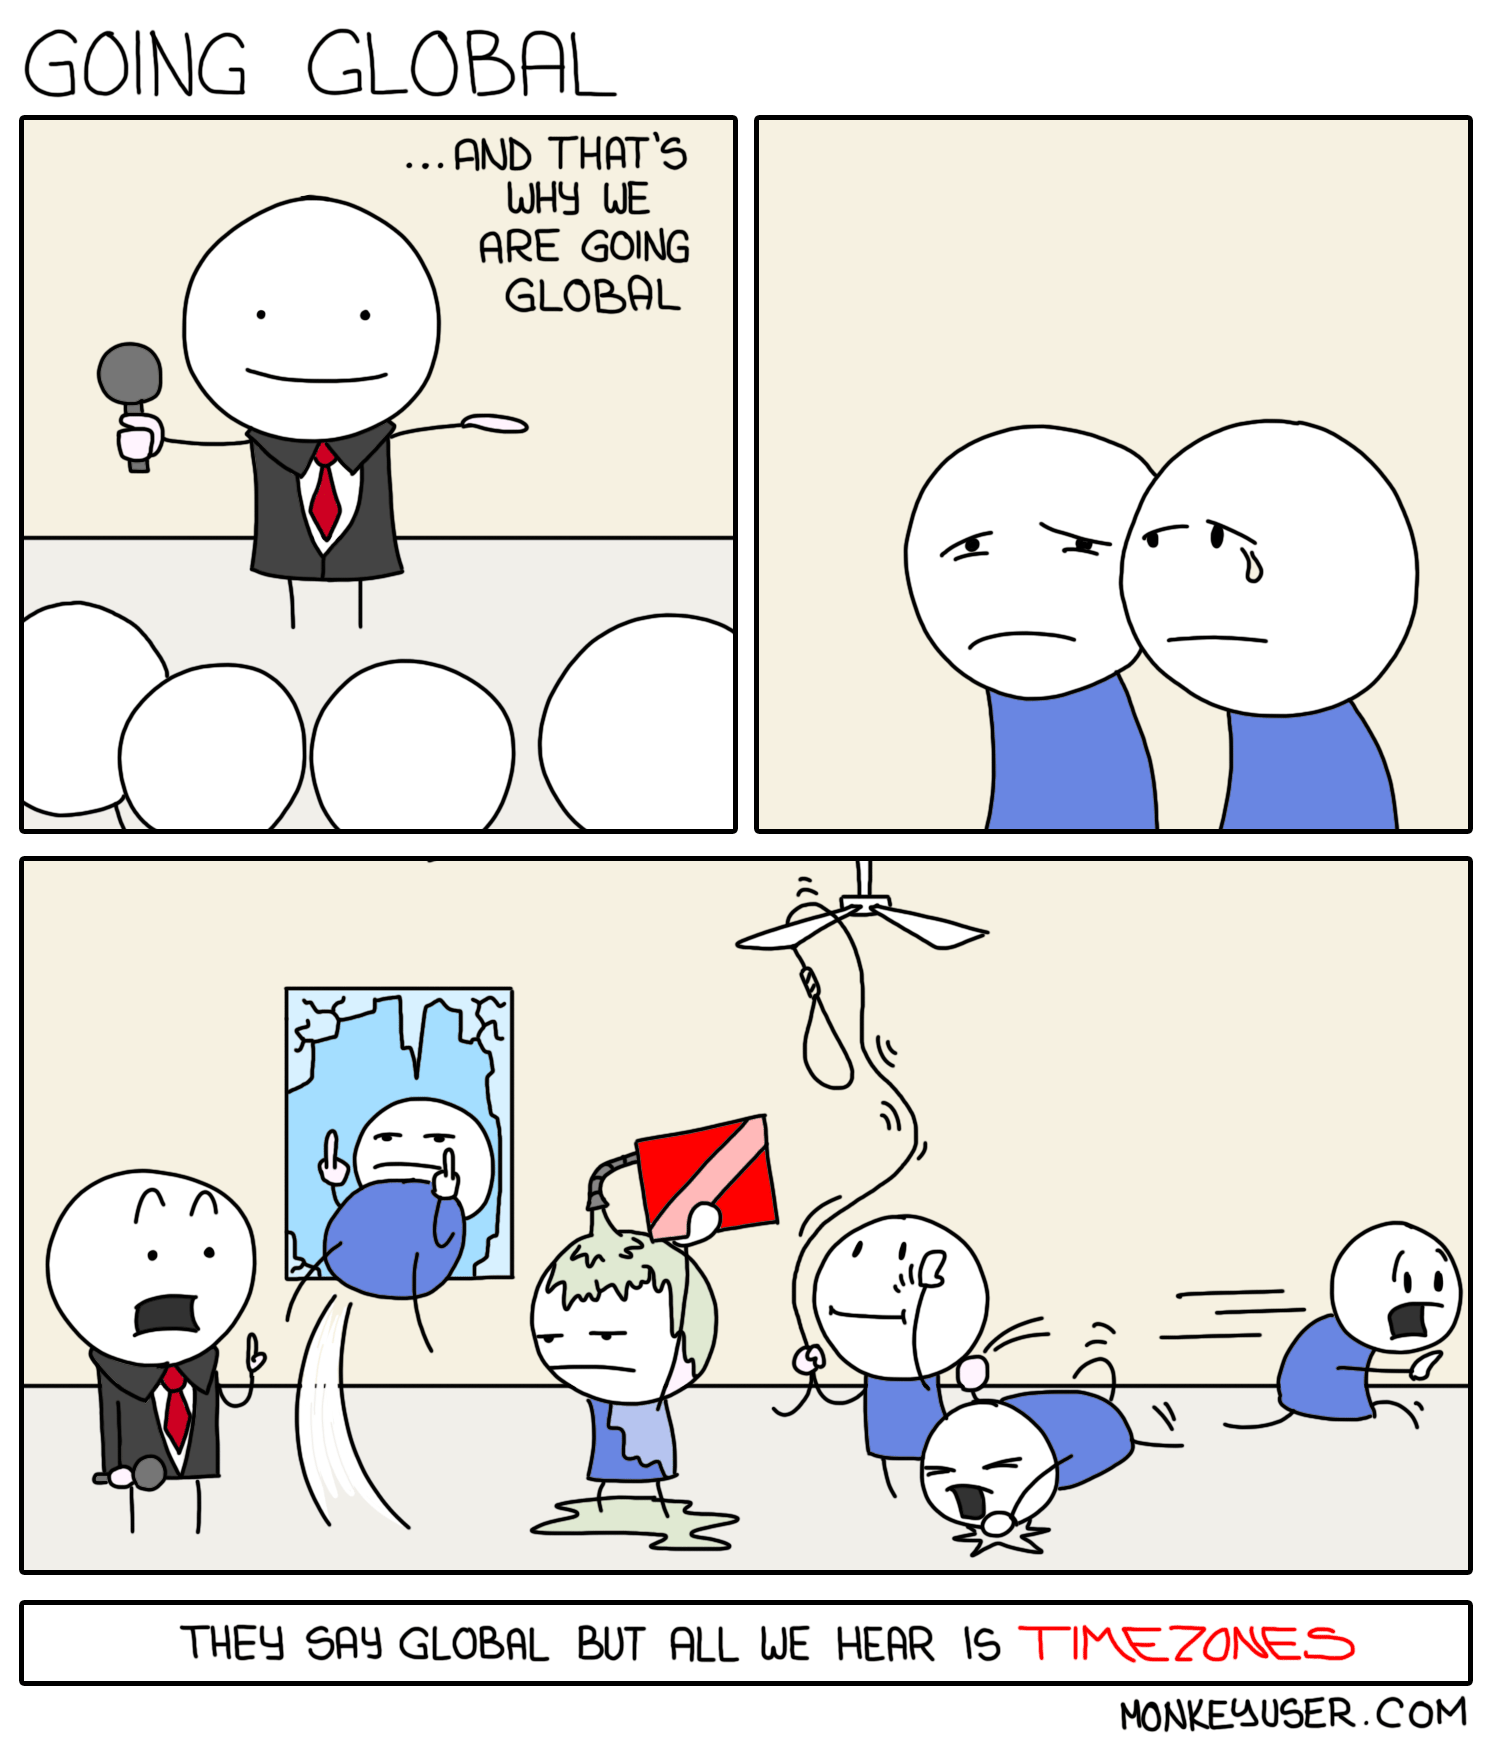 GOING GLOBAL
...AND THAT'S
WHY WE
ARE GOING
GLOBAL
THEY SAY GLOBAL BUT ALL WE HEAR IS TIMEZONES
MONKEYUSER.COM